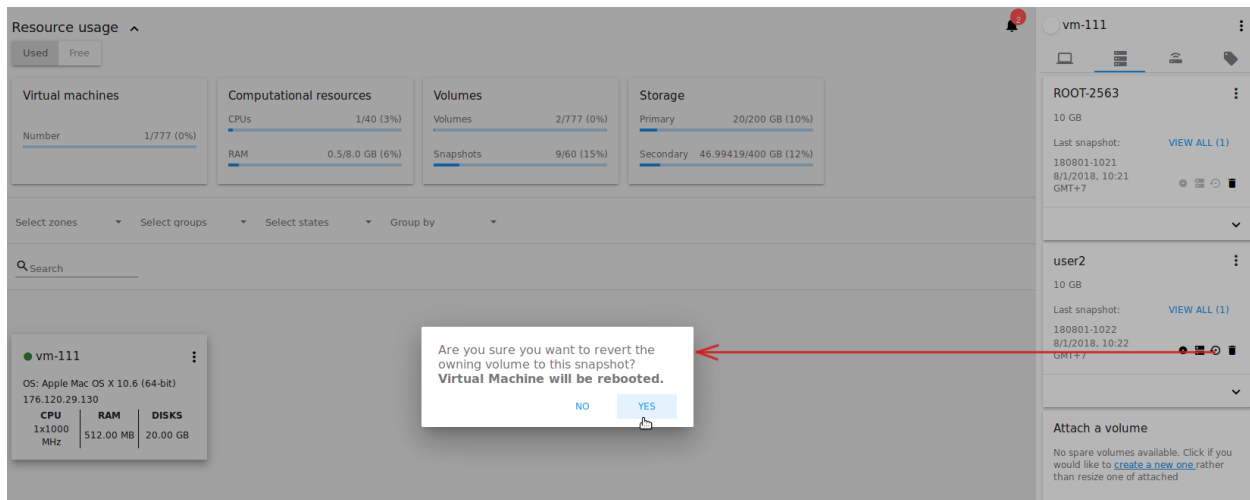 Resource usage
2
Used Free
Virtual machines
Number 1/777 (0%)
Computational resources
CPUs 1/40 (3%)
RAM 0.5/8.0 GB (6%)
Volumes
Volumes 2/777 (0%)
Snapshots 9/60 (15%)
Storage
Primary 20/200 GB (10%)
Secondary 46.99419/400 GB (12%)
Select zones Select groups Select states Group by
Search
vm-111
OS: Apple Mac OS X 10.6 (64-bit)
176.120.29.130
CPU RAM DISKS
1x1000 MHz 512.00 MB 20.00 GB
Are you sure you want to revert the
owning volume to this snapshot?
Virtual Machine will be rebooted.
NO YES
vm-111
ROOT-2563
10 GB
Last snapshot: VIEW ALL (1)
180801-1021
8/1/2018, 10:21
GMT+7
user2
10 GB
Last snapshot: VIEW ALL (1)
180801-1022
8/1/2018, 10:22
GMT+7
Attach a volume
No spare volumes available. Click if you
would like to create a new one rather
than resize one of attached